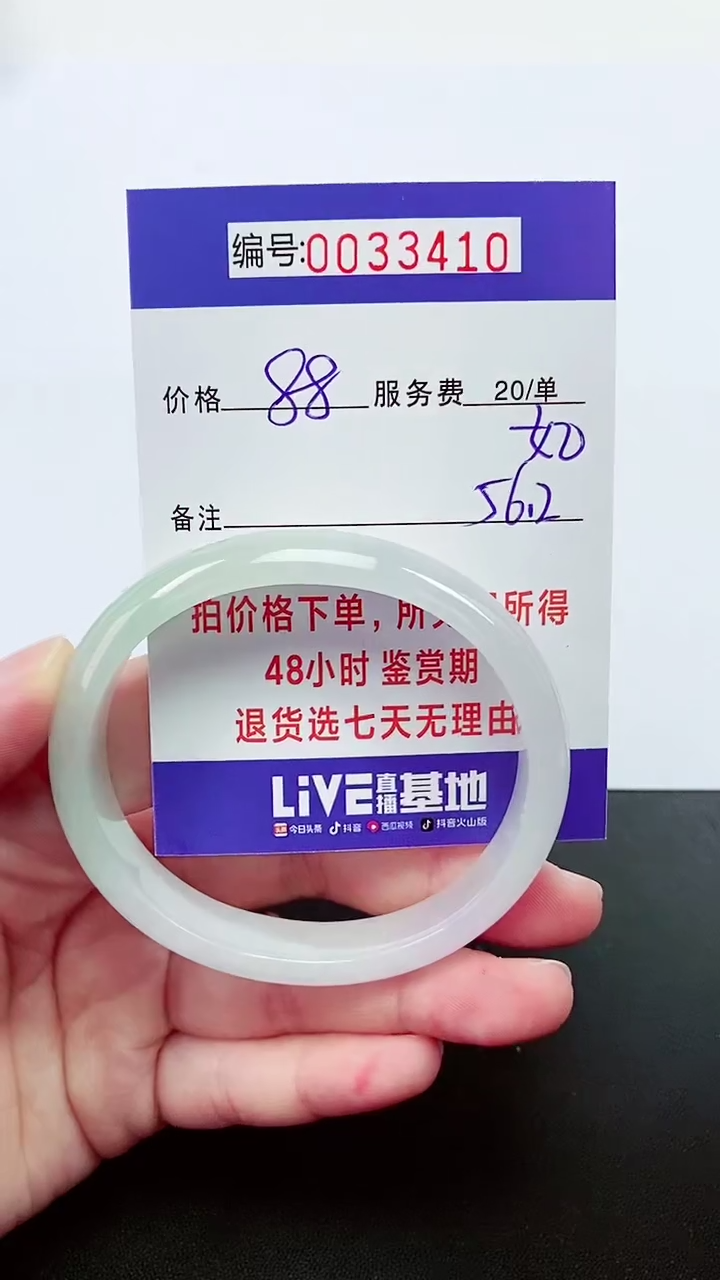 编号:0033410
价格 88 服务费 20/单
如
备注 56.2
拍价格下单，所 所得
48小时 鉴赏期
退货选七天无理由
LiVE直播基地
头条 今日头条 抖音 西瓜视频 抖音火山版